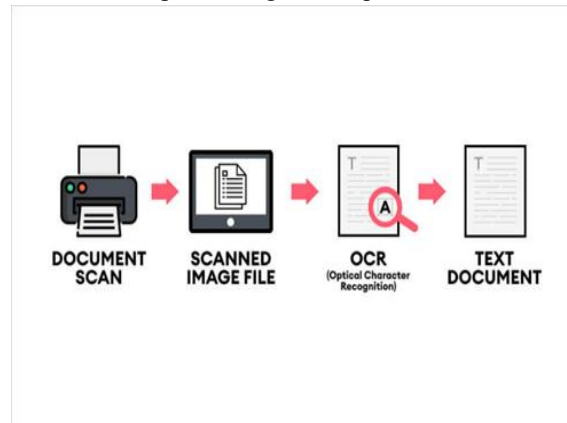 DOCUMENT
SCAN
SCANNED
IMAGE FILE
OCR
(Optical Character
Recognition)
TEXT
DOCUMENT
T
A
T